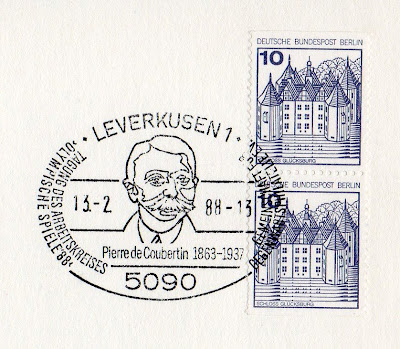 DEUTSCHE BUNDESPOST BERLIN
10
SCHLOSS GLÜCKSBURG
BUNDESPOST BERLIN
10
SCHLOSS GLÜCKSBURG
LEVERKUSEN 1
TAGUNG DES ARBEITSKREISES
"OLYMPISCHE SPIELE '88"
13.-2 88-13
Pierre de Coubertin 1863-1937
5090